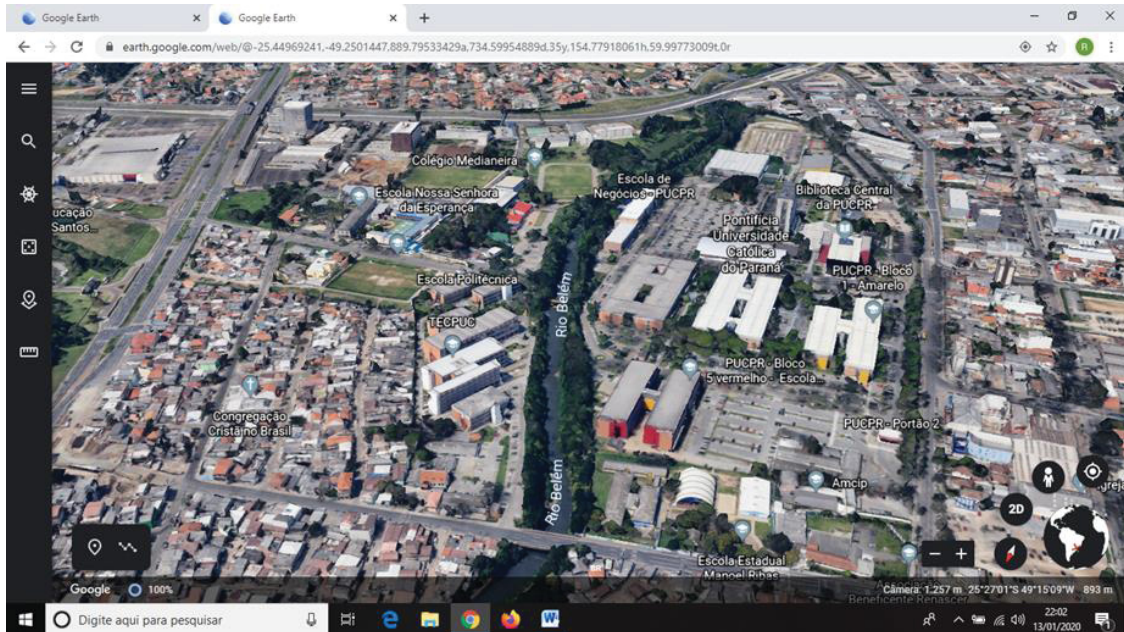 Google Earth
Google Earth
earth.google.com/web/@-25.44969241,-49.2501447,889.79533429a,734.59954889d,35y,154.77918061h,59.99773009t,0r
R
Colégio Medianeira
Escola Nossa Senhora
da Esperança
ucação
Santos...
Escola de
Negócios - PUCPR
Biblioteca Central
da PUCPR
Pontifícia
Universidade
Católica
do Paraná
PUCPR - Bloco
1 - Amarelo
Escola Politécnica
Rio Belém
TECPUC
PUCPR - Bloco
5 vermelho - Escola...
Congregação
Cristã no Brasil
PUCPR - Portão 2
Rio Belém
Amcip
greja
2D
Escola Estadual
Manoel Ribas
Beneficente Renascer
Google
100%
Câmera: 1.257 m 25°27'01"S 49°15'09"W 893 m
Digite aqui para pesquisar
W
22:02
13/01/2020